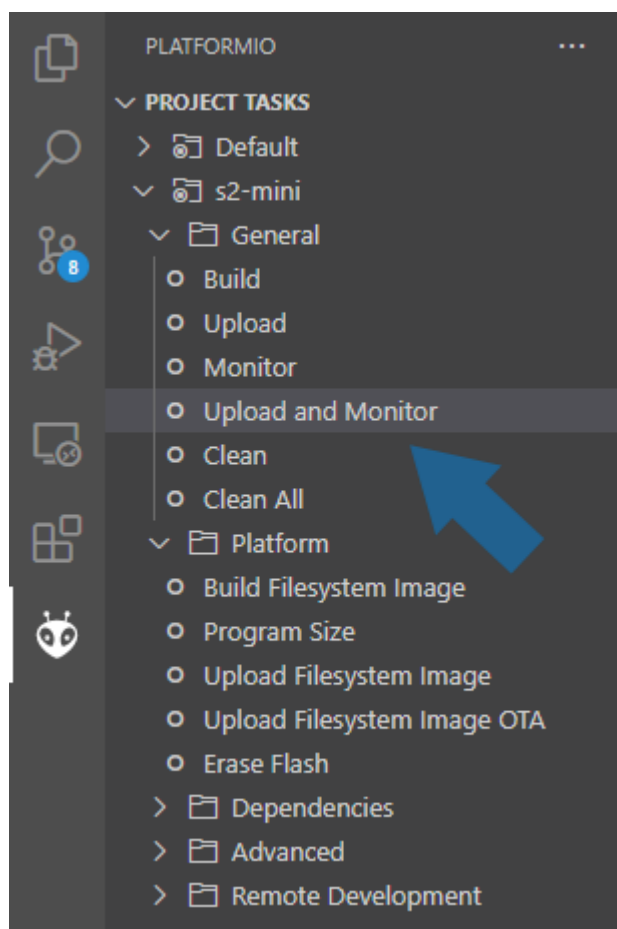 PLATFORMIO
PROJECT TASKS
Default
s2-mini
General
Build
Upload
Monitor
Upload and Monitor
Clean
Clean All
Platform
Build Filesystem Image
Program Size
Upload Filesystem Image
Upload Filesystem Image OTA
Erase Flash
Dependencies
Advanced
Remote Development
8